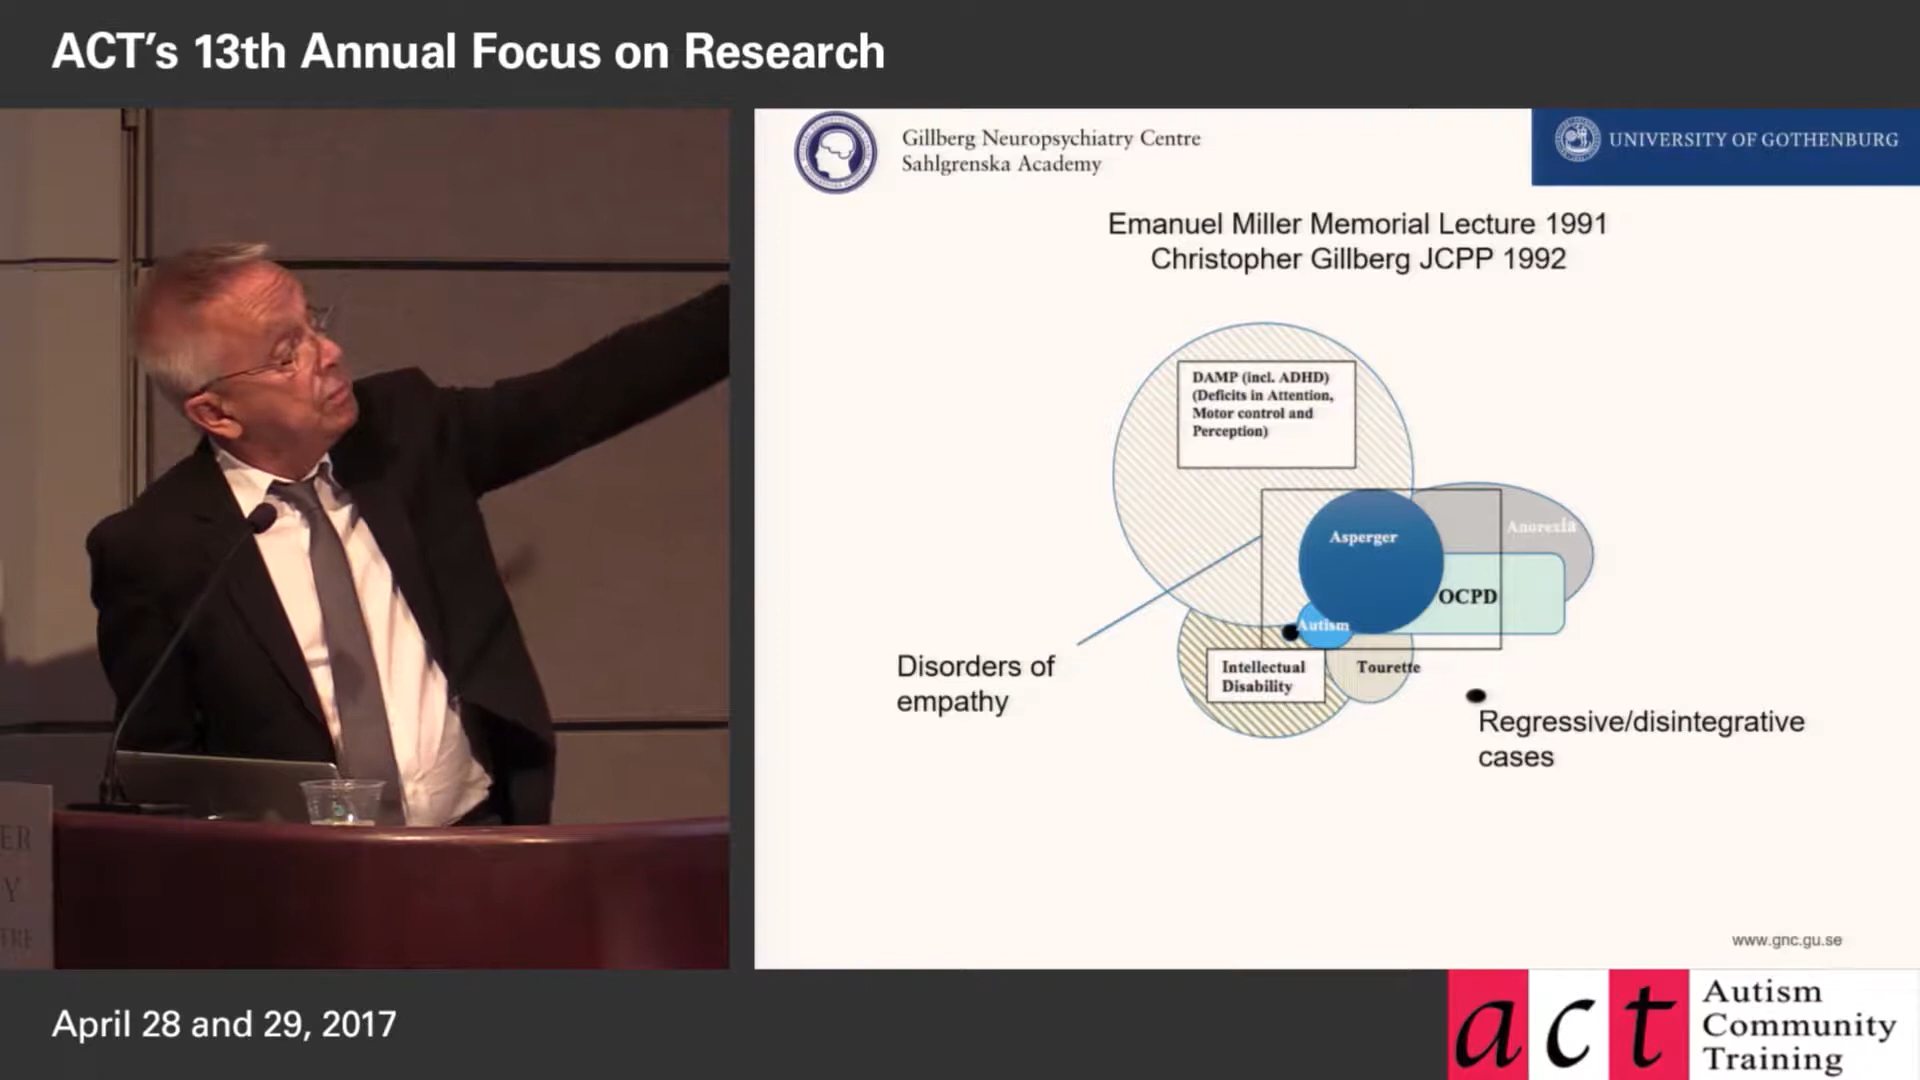 ACT's 13th Annual Focus on Research
Gillberg Neuropsychiatry Centre
Sahlgrenska Academy
UNIVERSITY OF GOTHENBURG
Emanuel Miller Memorial Lecture 1991
Christopher Gillberg JCPP 1992
DAMP (incl. ADHD)
(Deficits in Attention,
Motor control and
Perception)
Asperger
Anorexia
OCPD
Autism
Disorders of
empathy
Intellectual
Disability
Tourette
Regressive/disintegrative
cases
www.gnc.gu.se
ER
Y
TRE
April 28 and 29, 2017
act
Autism
Community
Training